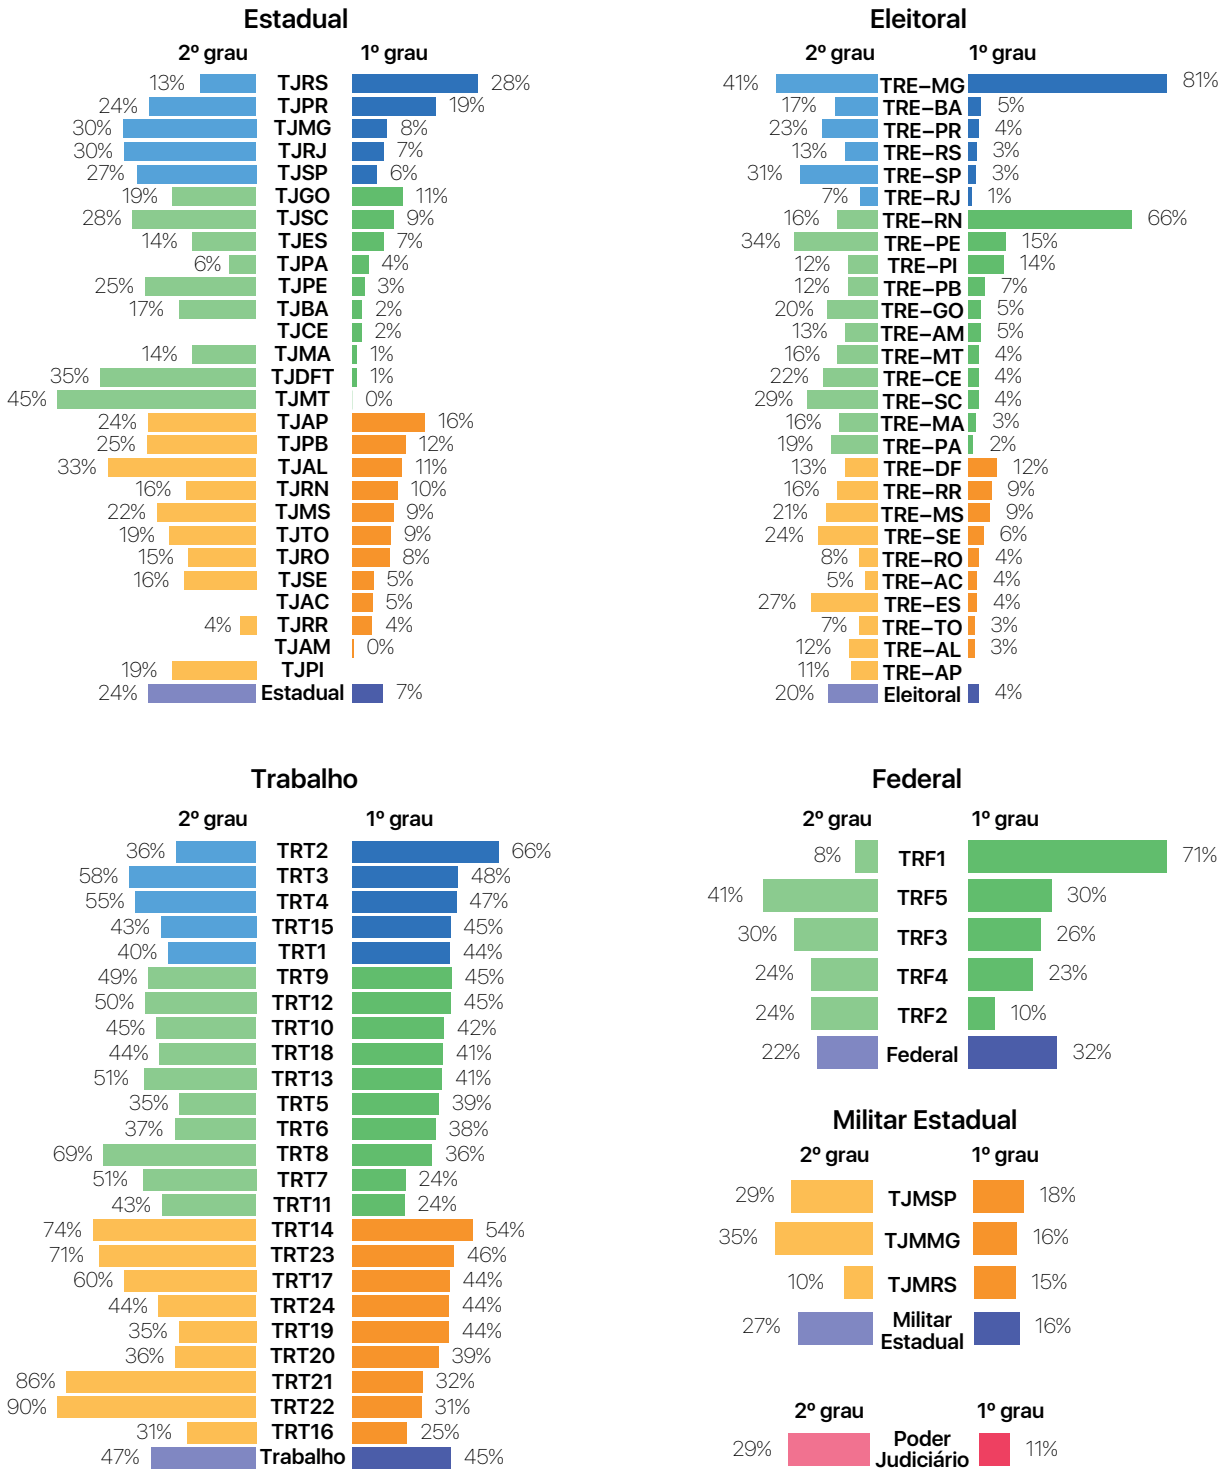 Estadual
2º grau 1º grau
13% TJRS 28%
24% TJPR 19%
30% TJMG 8%
30% TJRJ 7%
27% TJSP 6%
19% TJGO 11%
28% TJSC 9%
14% TJES 7%
6% TJPA 4%
25% TJPE 3%
17% TJBA 2%
TJCE 2%
14% TJMA 1%
35% TJDFT 1%
45% TJMT 0%
24% TJAP 16%
25% TJPB 12%
33% TJAL 11%
16% TJRN 10%
22% TJMS 9%
19% TJTO 9%
15% TJRO 8%
16% TJSE 5%
TJAC 5%
4% TJRR 4%
TJAM 0%
19% TJPI
24% Estadual 7%
Eleitoral
2º grau 1º grau
41% TRE-MG 81%
17% TRE-BA 5%
23% TRE-PR 4%
13% TRE-RS 3%
31% TRE-SP 3%
7% TRE-RJ 1%
16% TRE-RN 66%
34% TRE-PE 15%
12% TRE-PI 14%
12% TRE-PB 7%
20% TRE-GO 5%
13% TRE-AM 5%
16% TRE-MT 4%
22% TRE-CE 4%
29% TRE-SC 4%
16% TRE-MA 3%
19% TRE-PA 2%
13% TRE-DF 12%
16% TRE-RR 9%
21% TRE-MS 9%
24% TRE-SE 6%
8% TRE-RO 4%
5% TRE-AC 4%
27% TRE-ES 4%
7% TRE-TO 3%
12% TRE-AL 3%
11% TRE-AP
20% Eleitoral 4%
Trabalho
2º grau 1º grau
36% TRT2 66%
58% TRT3 48%
55% TRT4 47%
43% TRT15 45%
40% TRT1 44%
49% TRT9 45%
50% TRT12 45%
45% TRT10 42%
44% TRT18 41%
51% TRT13 41%
35% TRT5 39%
37% TRT6 38%
69% TRT8 36%
51% TRT7 24%
43% TRT11 24%
74% TRT14 54%
71% TRT23 46%
60% TRT17 44%
44% TRT24 44%
35% TRT19 44%
36% TRT20 39%
86% TRT21 32%
90% TRT22 31%
31% TRT16 25%
47% Trabalho 45%
Federal
2º grau 1º grau
8% TRF1 71%
41% TRF5 30%
30% TRF3 26%
24% TRF4 23%
24% TRF2 10%
22% Federal 32%
Militar Estadual
2º grau 1º grau
29% TJMSP 18%
35% TJMMG 16%
10% TJMRS 15%
27% Militar 16%
Estadual
2º grau 1º grau
29% Poder 11%
Judiciário